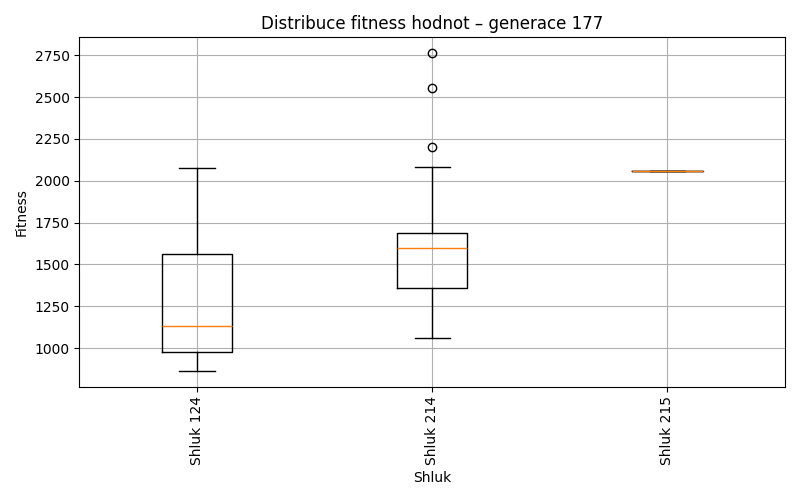 Distribuce fitness hodnot – generace 177
Fitness
2750
2500
2250
2000
1750
1500
1250
1000
Shluk 124
Shluk 214
Shluk 215
Shluk